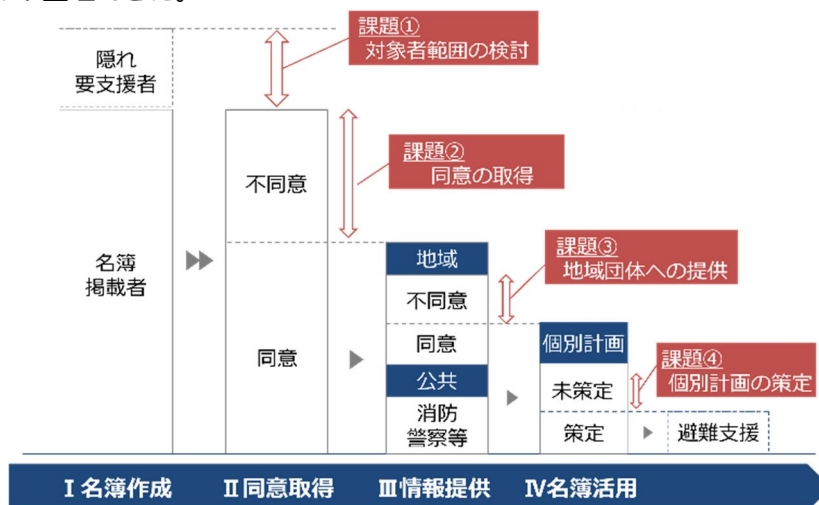 課題①
対象者範囲の検討
隠れ
要支援者
課題②
同意の取得
不同意
名簿
掲載者
同意
地域
不同意
同意
公共
消防
警察等
課題③
地域団体への提供
個別計画
未策定
策定
課題④
個別計画の策定
避難支援
Ⅰ名簿作成
Ⅱ同意取得
Ⅲ情報提供
Ⅳ名簿活用